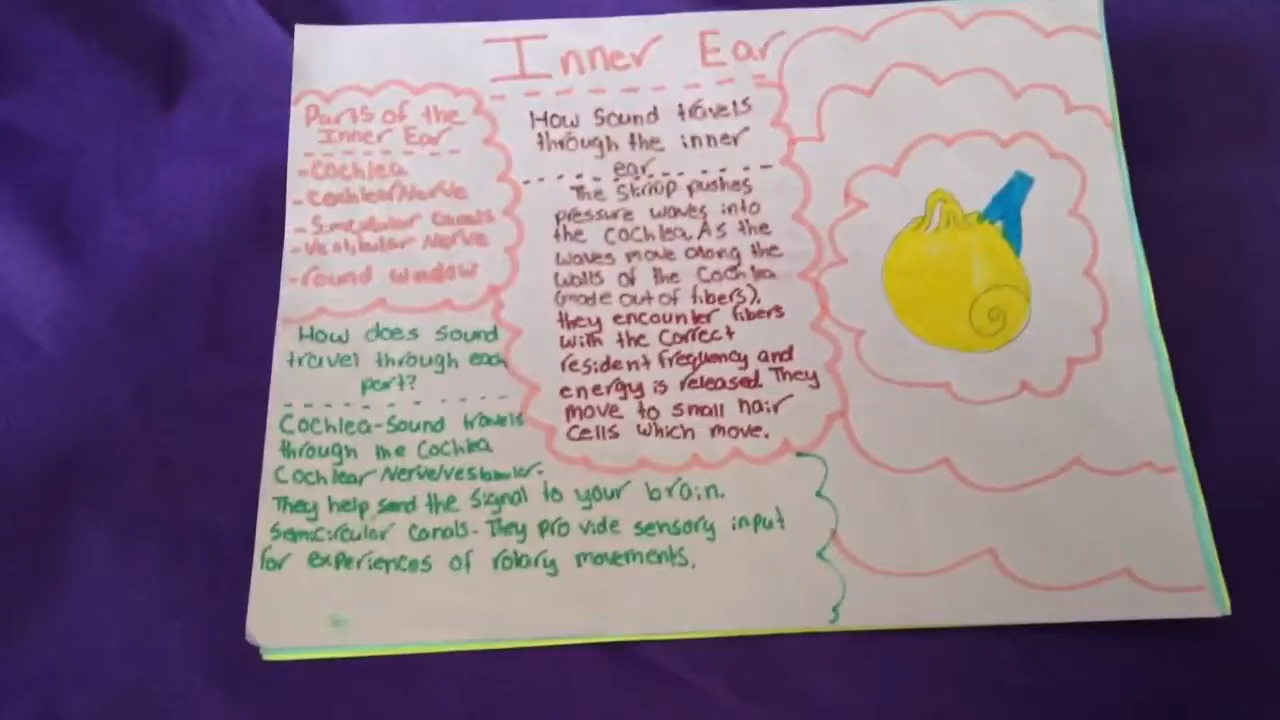 Inner Ear
Parts of the
Inner Ear
-Cochlea
-Cochlear Nerve
-Semicircular Canals
-Vestibular Nerve
-round window
How Sound travels
through the inner
ear
The Stirrup pushes
pressure waves into
the cochlea. As the
waves move along the
walls of the Cochlea
(made out of fibers),
they encounter fibers
with the correct
resident frequency and
energy is released. They
move to small hair
Cells which move.
How does sound
travel through each
part?
Cochlea-Sound travels
through the Cochlea
Cochlear Nerve/vestibular-
They help send the signal to your brain.
Semicircular Canals- They provide sensory input
for experiences of rotary movements.